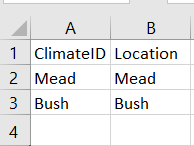 A B
1 ClimateID Location
2 Mead Mead
3 Bush Bush
4